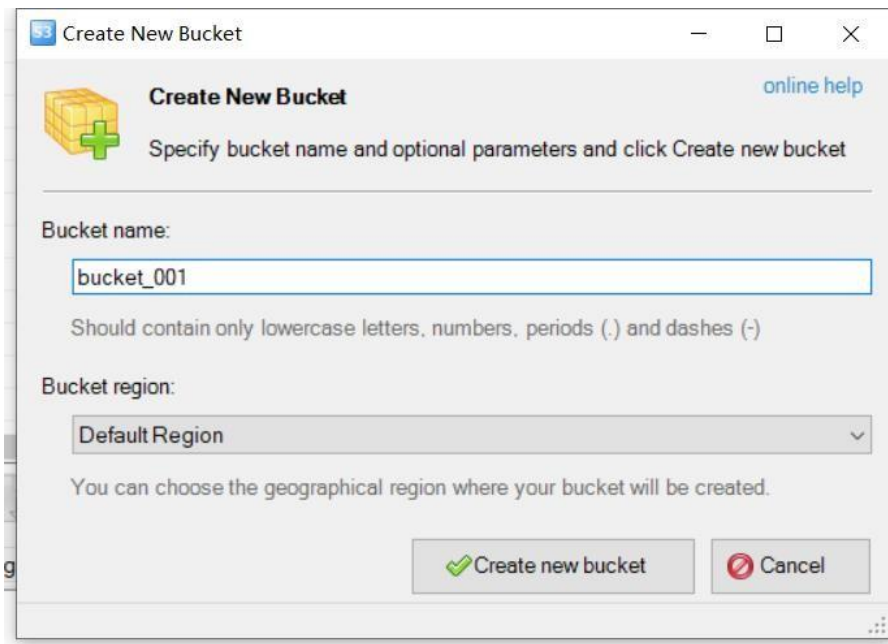 S3 Create New Bucket
Create New Bucket
online help
Specify bucket name and optional parameters and click Create new bucket
Bucket name:
bucket_001
Should contain only lowercase letters, numbers, periods (.) and dashes (-)
Bucket region:
Default Region
You can choose the geographical region where your bucket will be created.
Create new bucket
Cancel
g